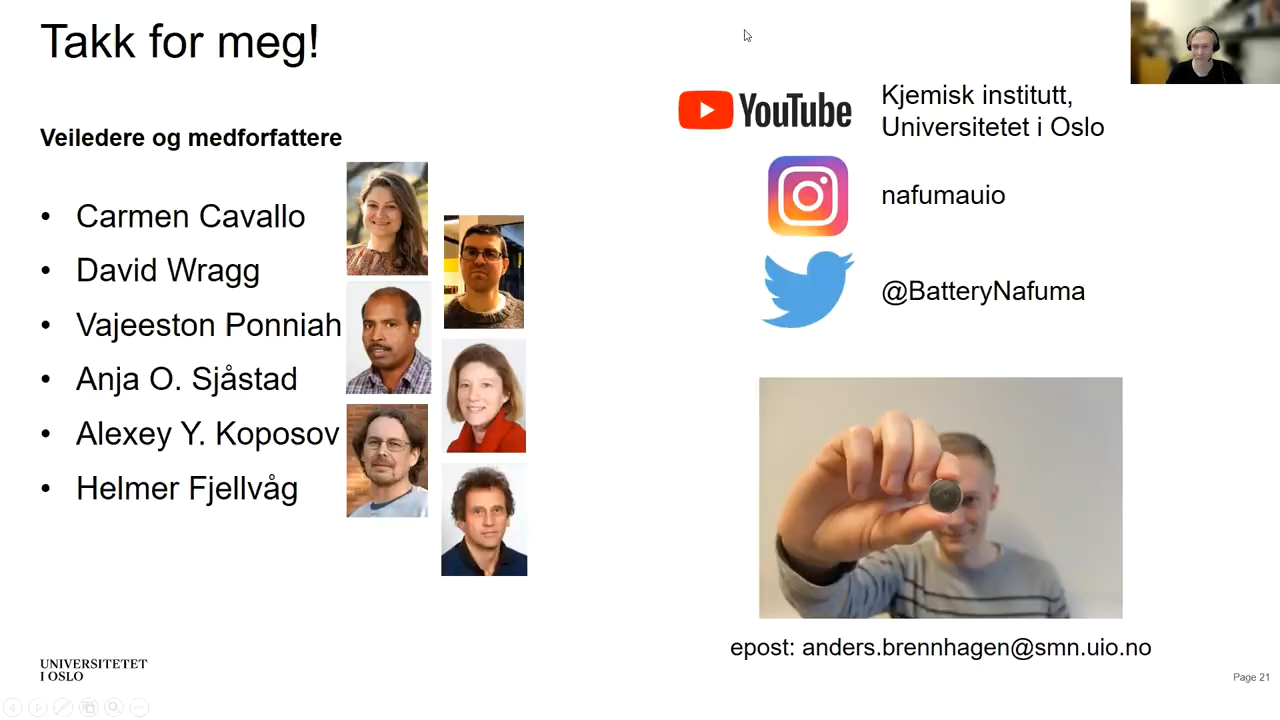 Takk for meg!
Veiledere og medforfattere
• Carmen Cavallo
• David Wragg
• Vajeeston Ponniah
• Anja O. Sjåstad
• Alexey Y. Koposov
• Helmer Fjellvåg
YouTube
Kjemisk institutt,
Universitetet i Oslo
nafumauio
@BatteryNafuma
epost: anders.brennhagen@smn.uio.no
UNIVERSITETET
I OSLO
Page 21